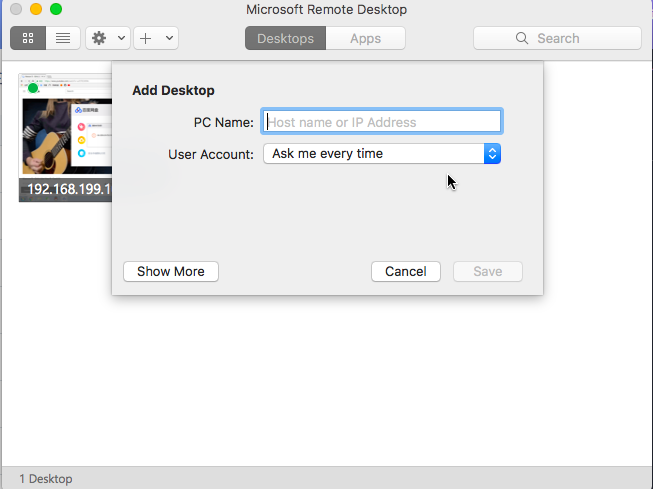 Microsoft Remote Desktop
Desktops
Apps
Search
192.168.199.1
Add Desktop
PC Name:
Host name or IP Address
User Account:
Ask me every time
Show More
Cancel
Save
1 Desktop